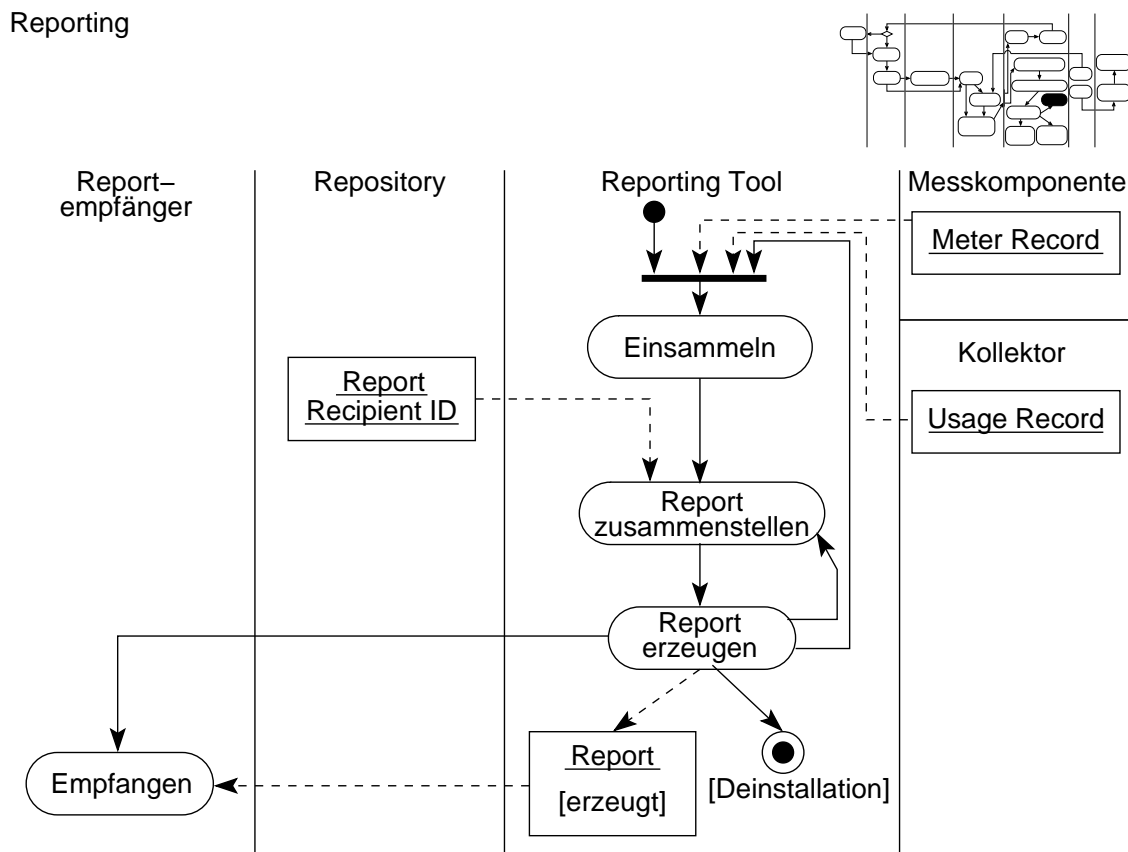 Reporting
Report–
empfänger
Repository
Reporting Tool
Messkomponente
Meter Record
Einsammeln
Kollektor
Report
Recipient ID
Usage Record
Report
zusammenstellen
Report
erzeugen
Empfangen
Report
[erzeugt]
[Deinstallation]